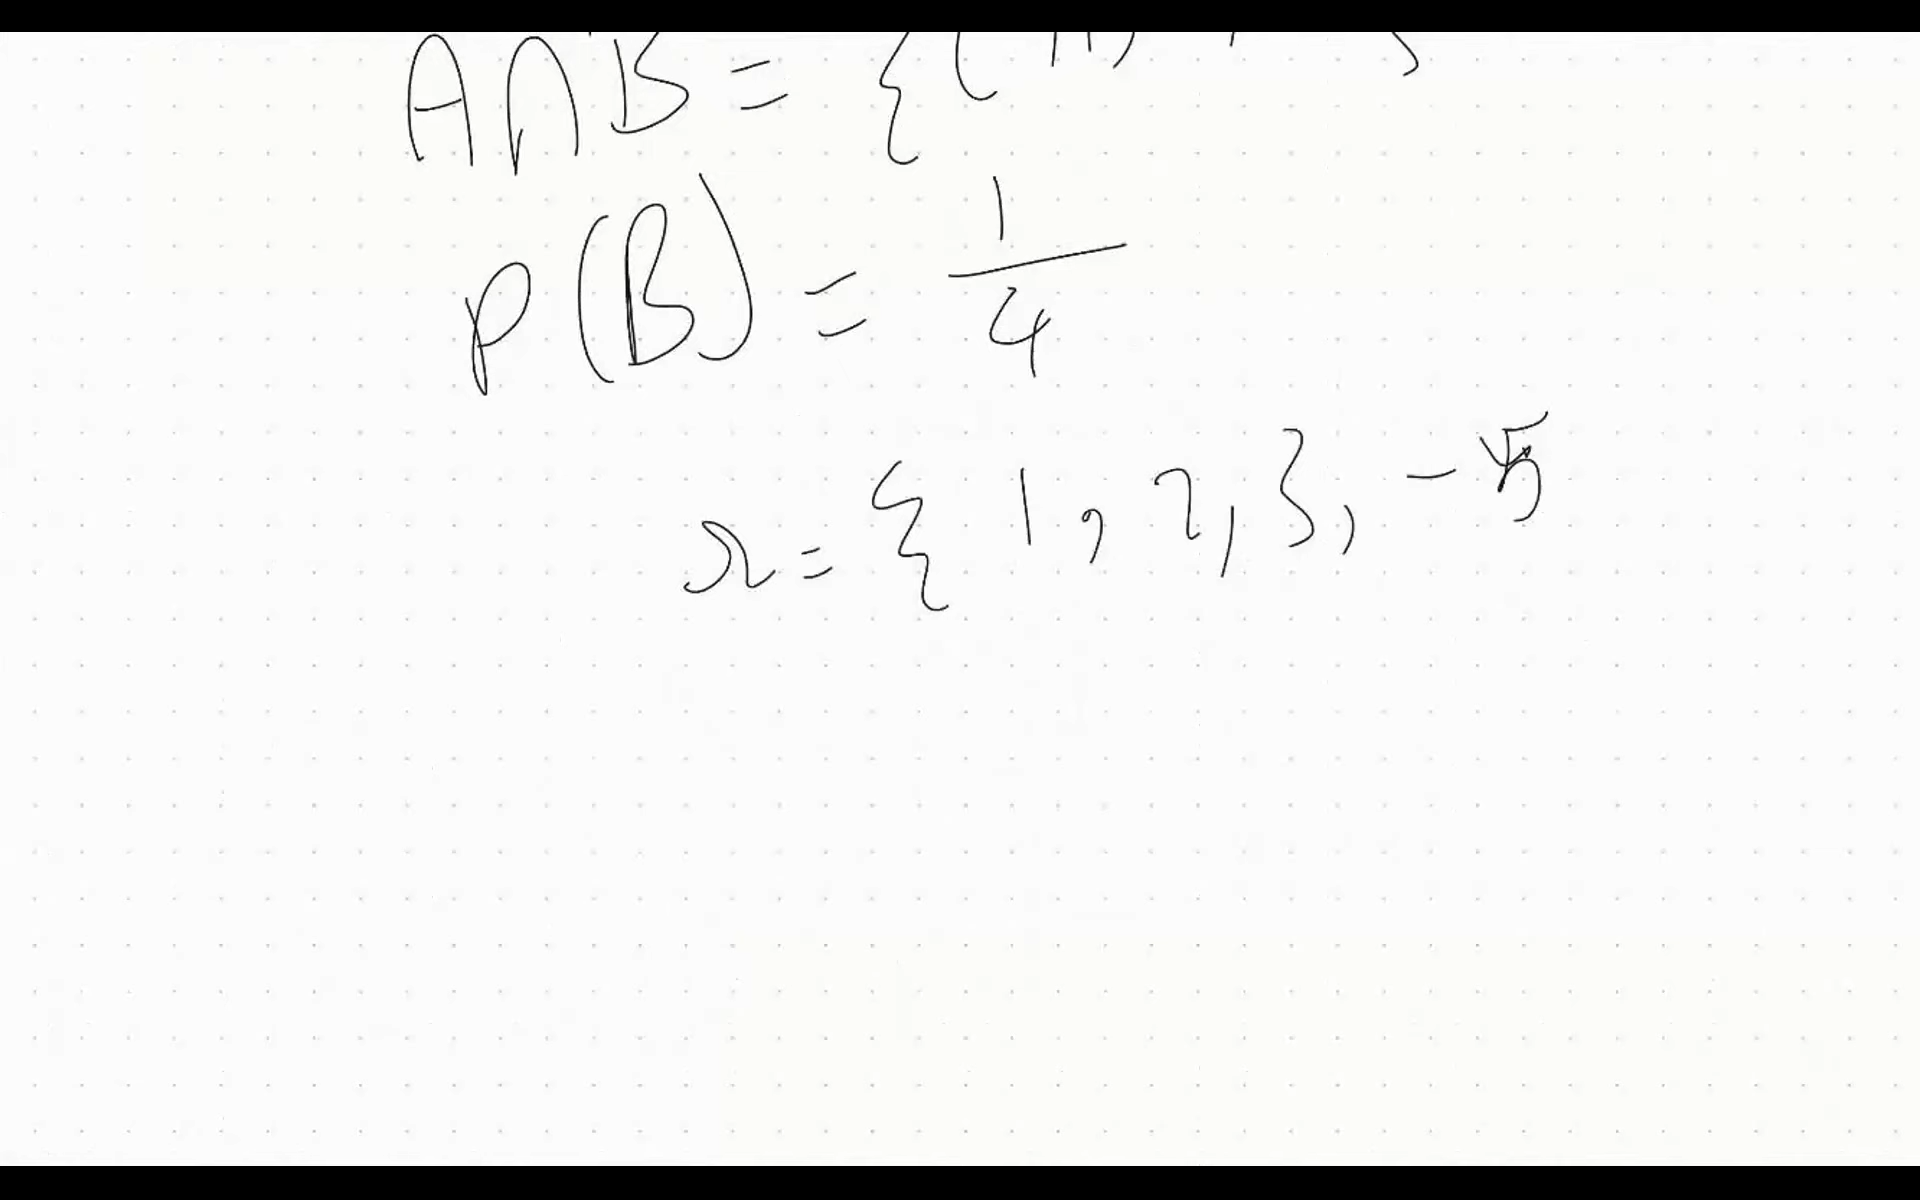 A∩B = {(
P(B) = 1/4
Ω = { 1, 2, 3, - 5